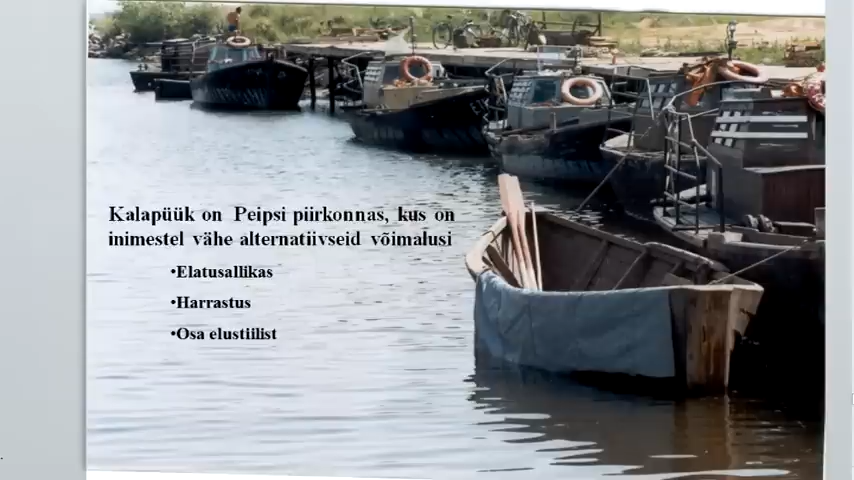 Kalapüük on Peipsi piirkonnas, kus on
inimestel vähe alternatiivseid võimalusi
•Elatusallikas
•Harrastus
•Osa elustiilist